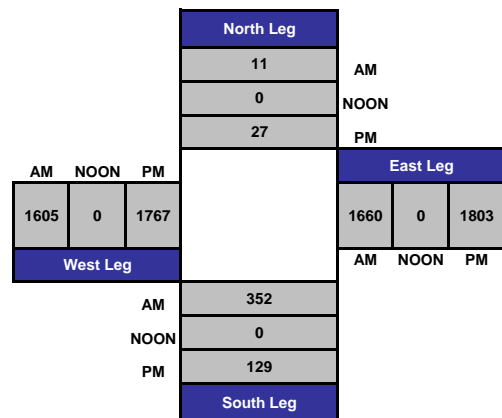 North Leg
11 AM
0 NOON
27 PM
AM NOON PM
East Leg
1605 0 1767
1660 0 1803
West Leg
AM NOON PM
AM 352
NOON 0
PM 129
South Leg